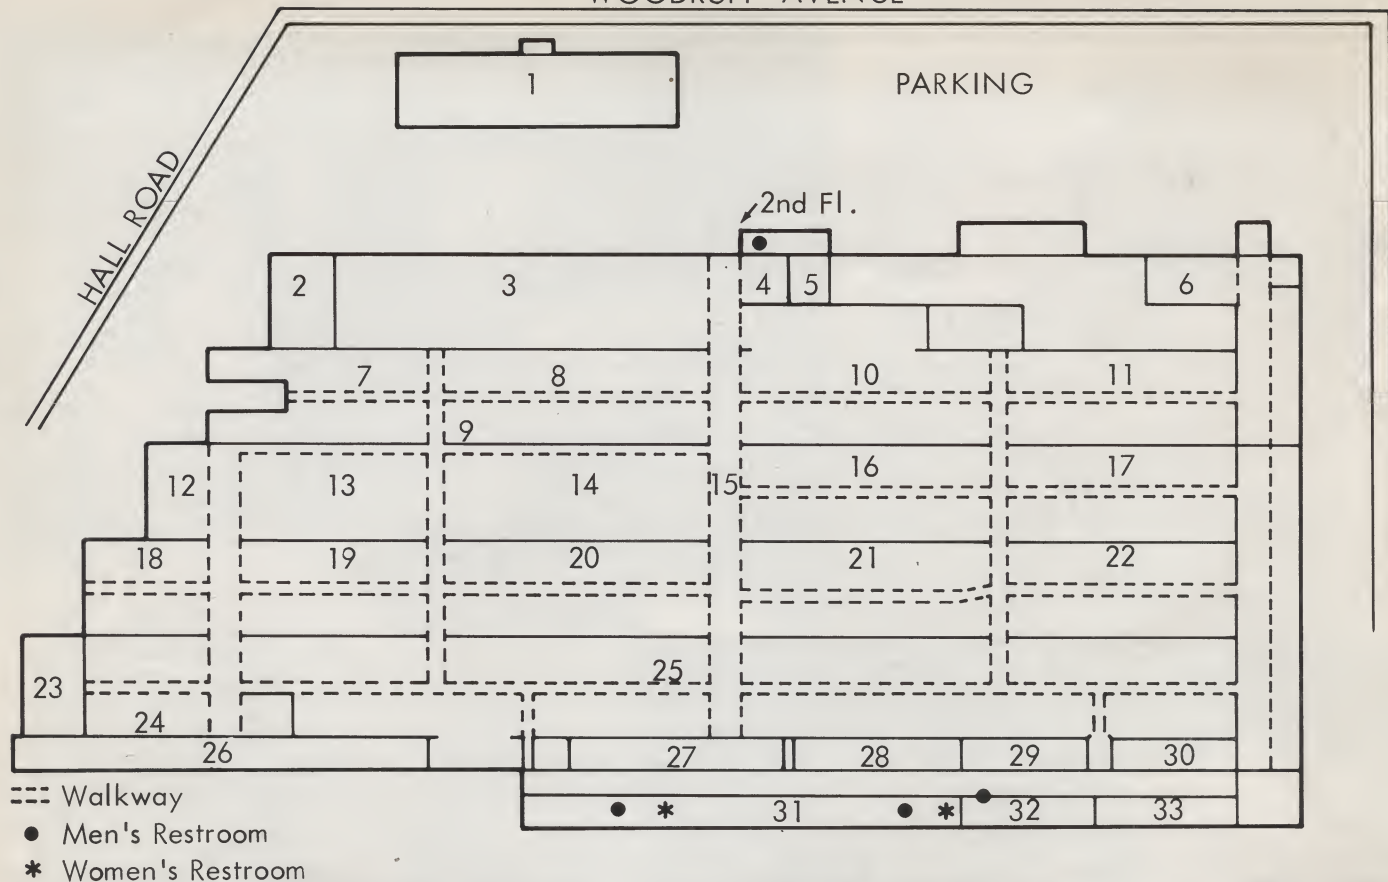 WOODRUFF AVENUE
1
PARKING
HALL ROAD
2nd Fl.
2 3 4 5 6
7 8 10 11
9
12 13 14 15 16 17
18 19 20 21 22
23 25
24
26 27 28 29 30
31 32 33
Walkway
Men's Restroom
* Women's Restroom